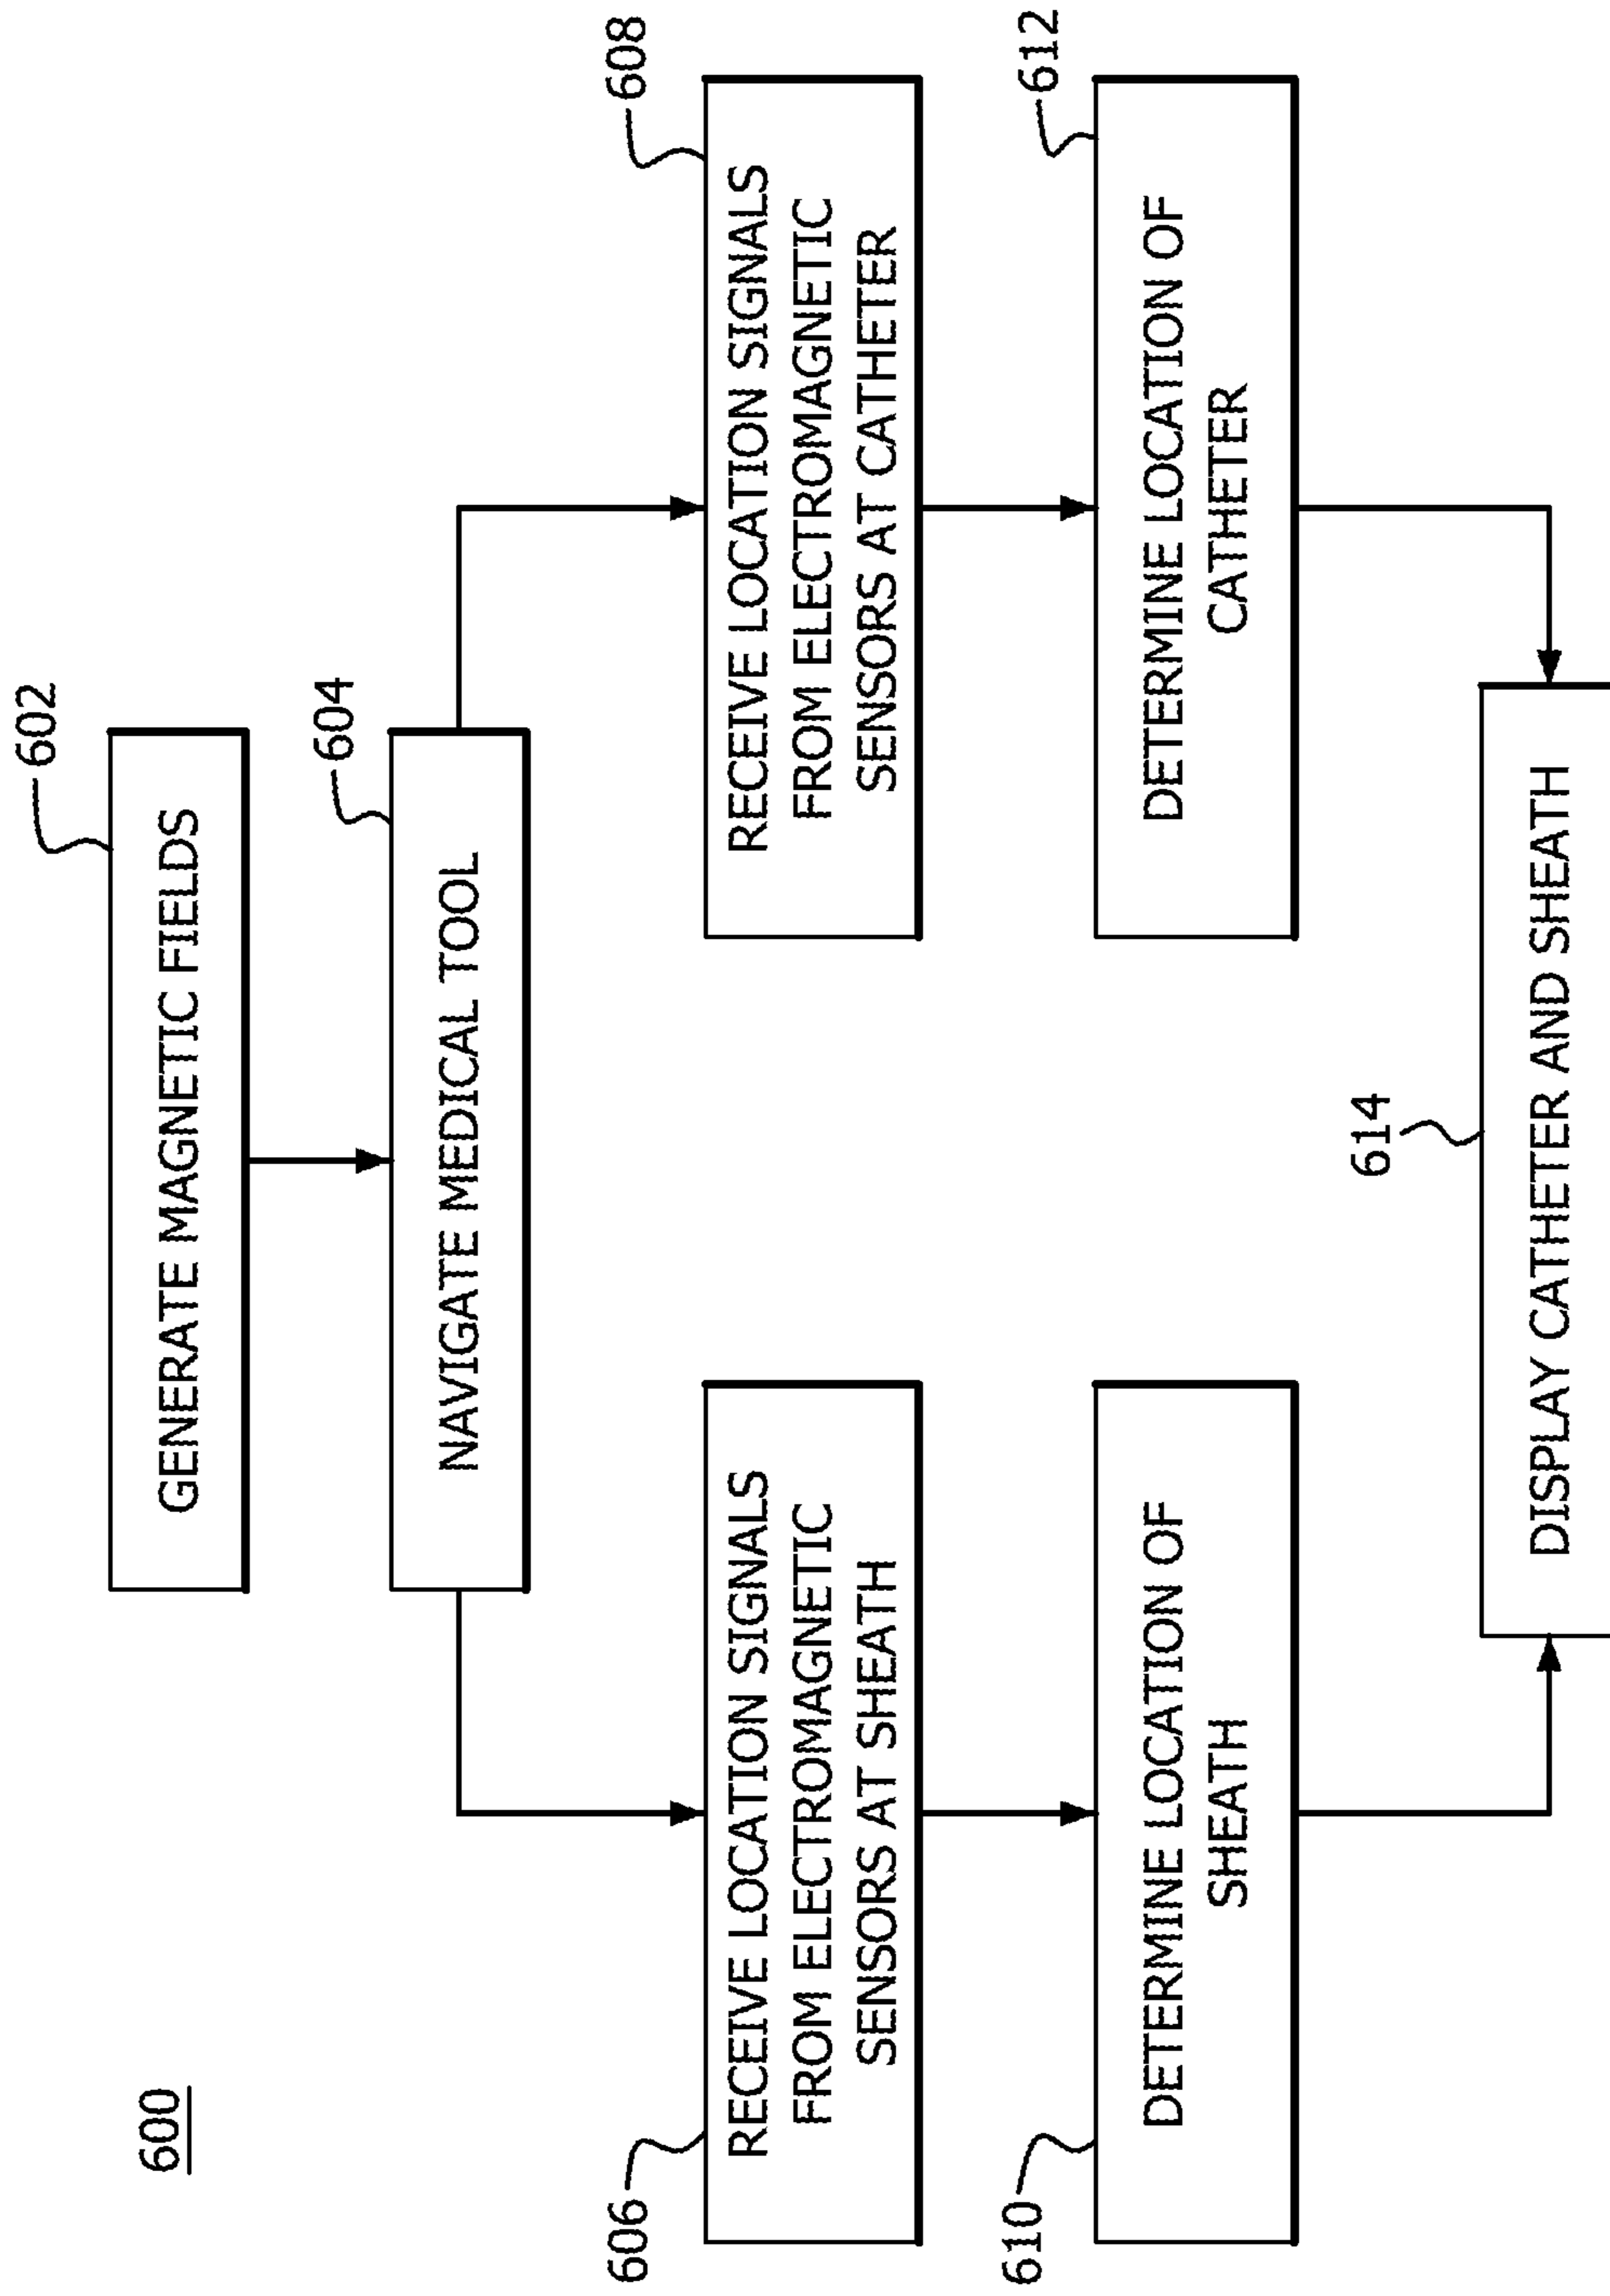 600
602
GENERATE MAGNETIC FIELDS
604
NAVIGATE MEDICAL TOOL
606
RECEIVE LOCATION SIGNALS
FROM ELECTROMAGNETIC
SENSORS AT SHEATH
608
RECEIVE LOCATION SIGNALS
FROM ELECTROMAGNETIC
SENSORS AT CATHETER
610
DETERMINE LOCATION OF
SHEATH
612
DETERMINE LOCATION OF
CATHETER
614
DISPLAY CATHETER AND SHEATH